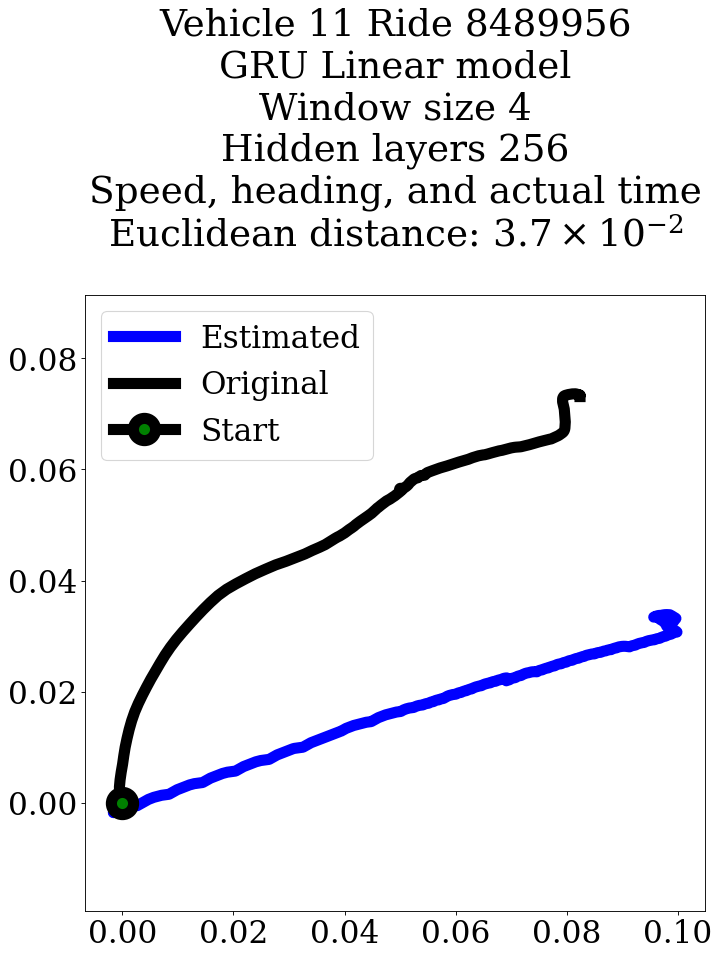 Vehicle 11 Ride 8489956
GRU Linear model
Window size 4
Hidden layers 256
Speed, heading, and actual time
Euclidean distance: 3.7 × 10⁻²
Estimated
Original
Start
0.08
0.06
0.04
0.02
0.00
0.00 0.02 0.04 0.06 0.08 0.10